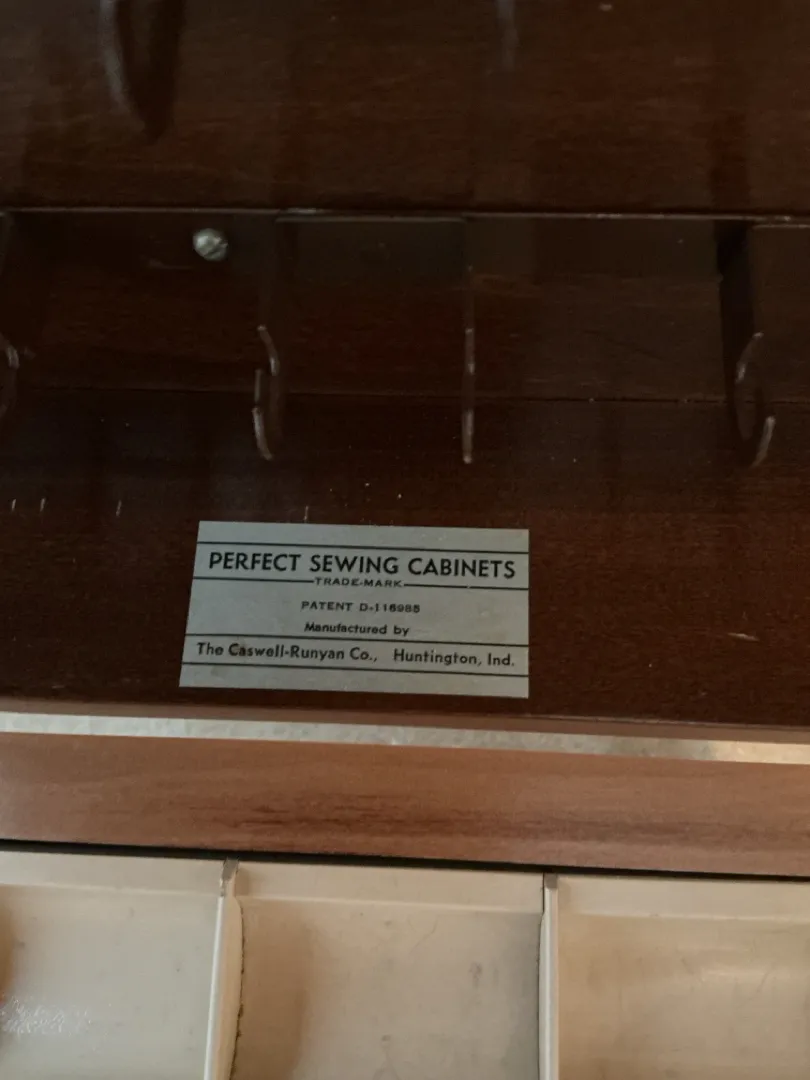 PERFECT SEWING CABINETS
TRADE-MARK
PATENT D-116985
Manufactured by
The Caswell-Runyan Co., Huntington, Ind.